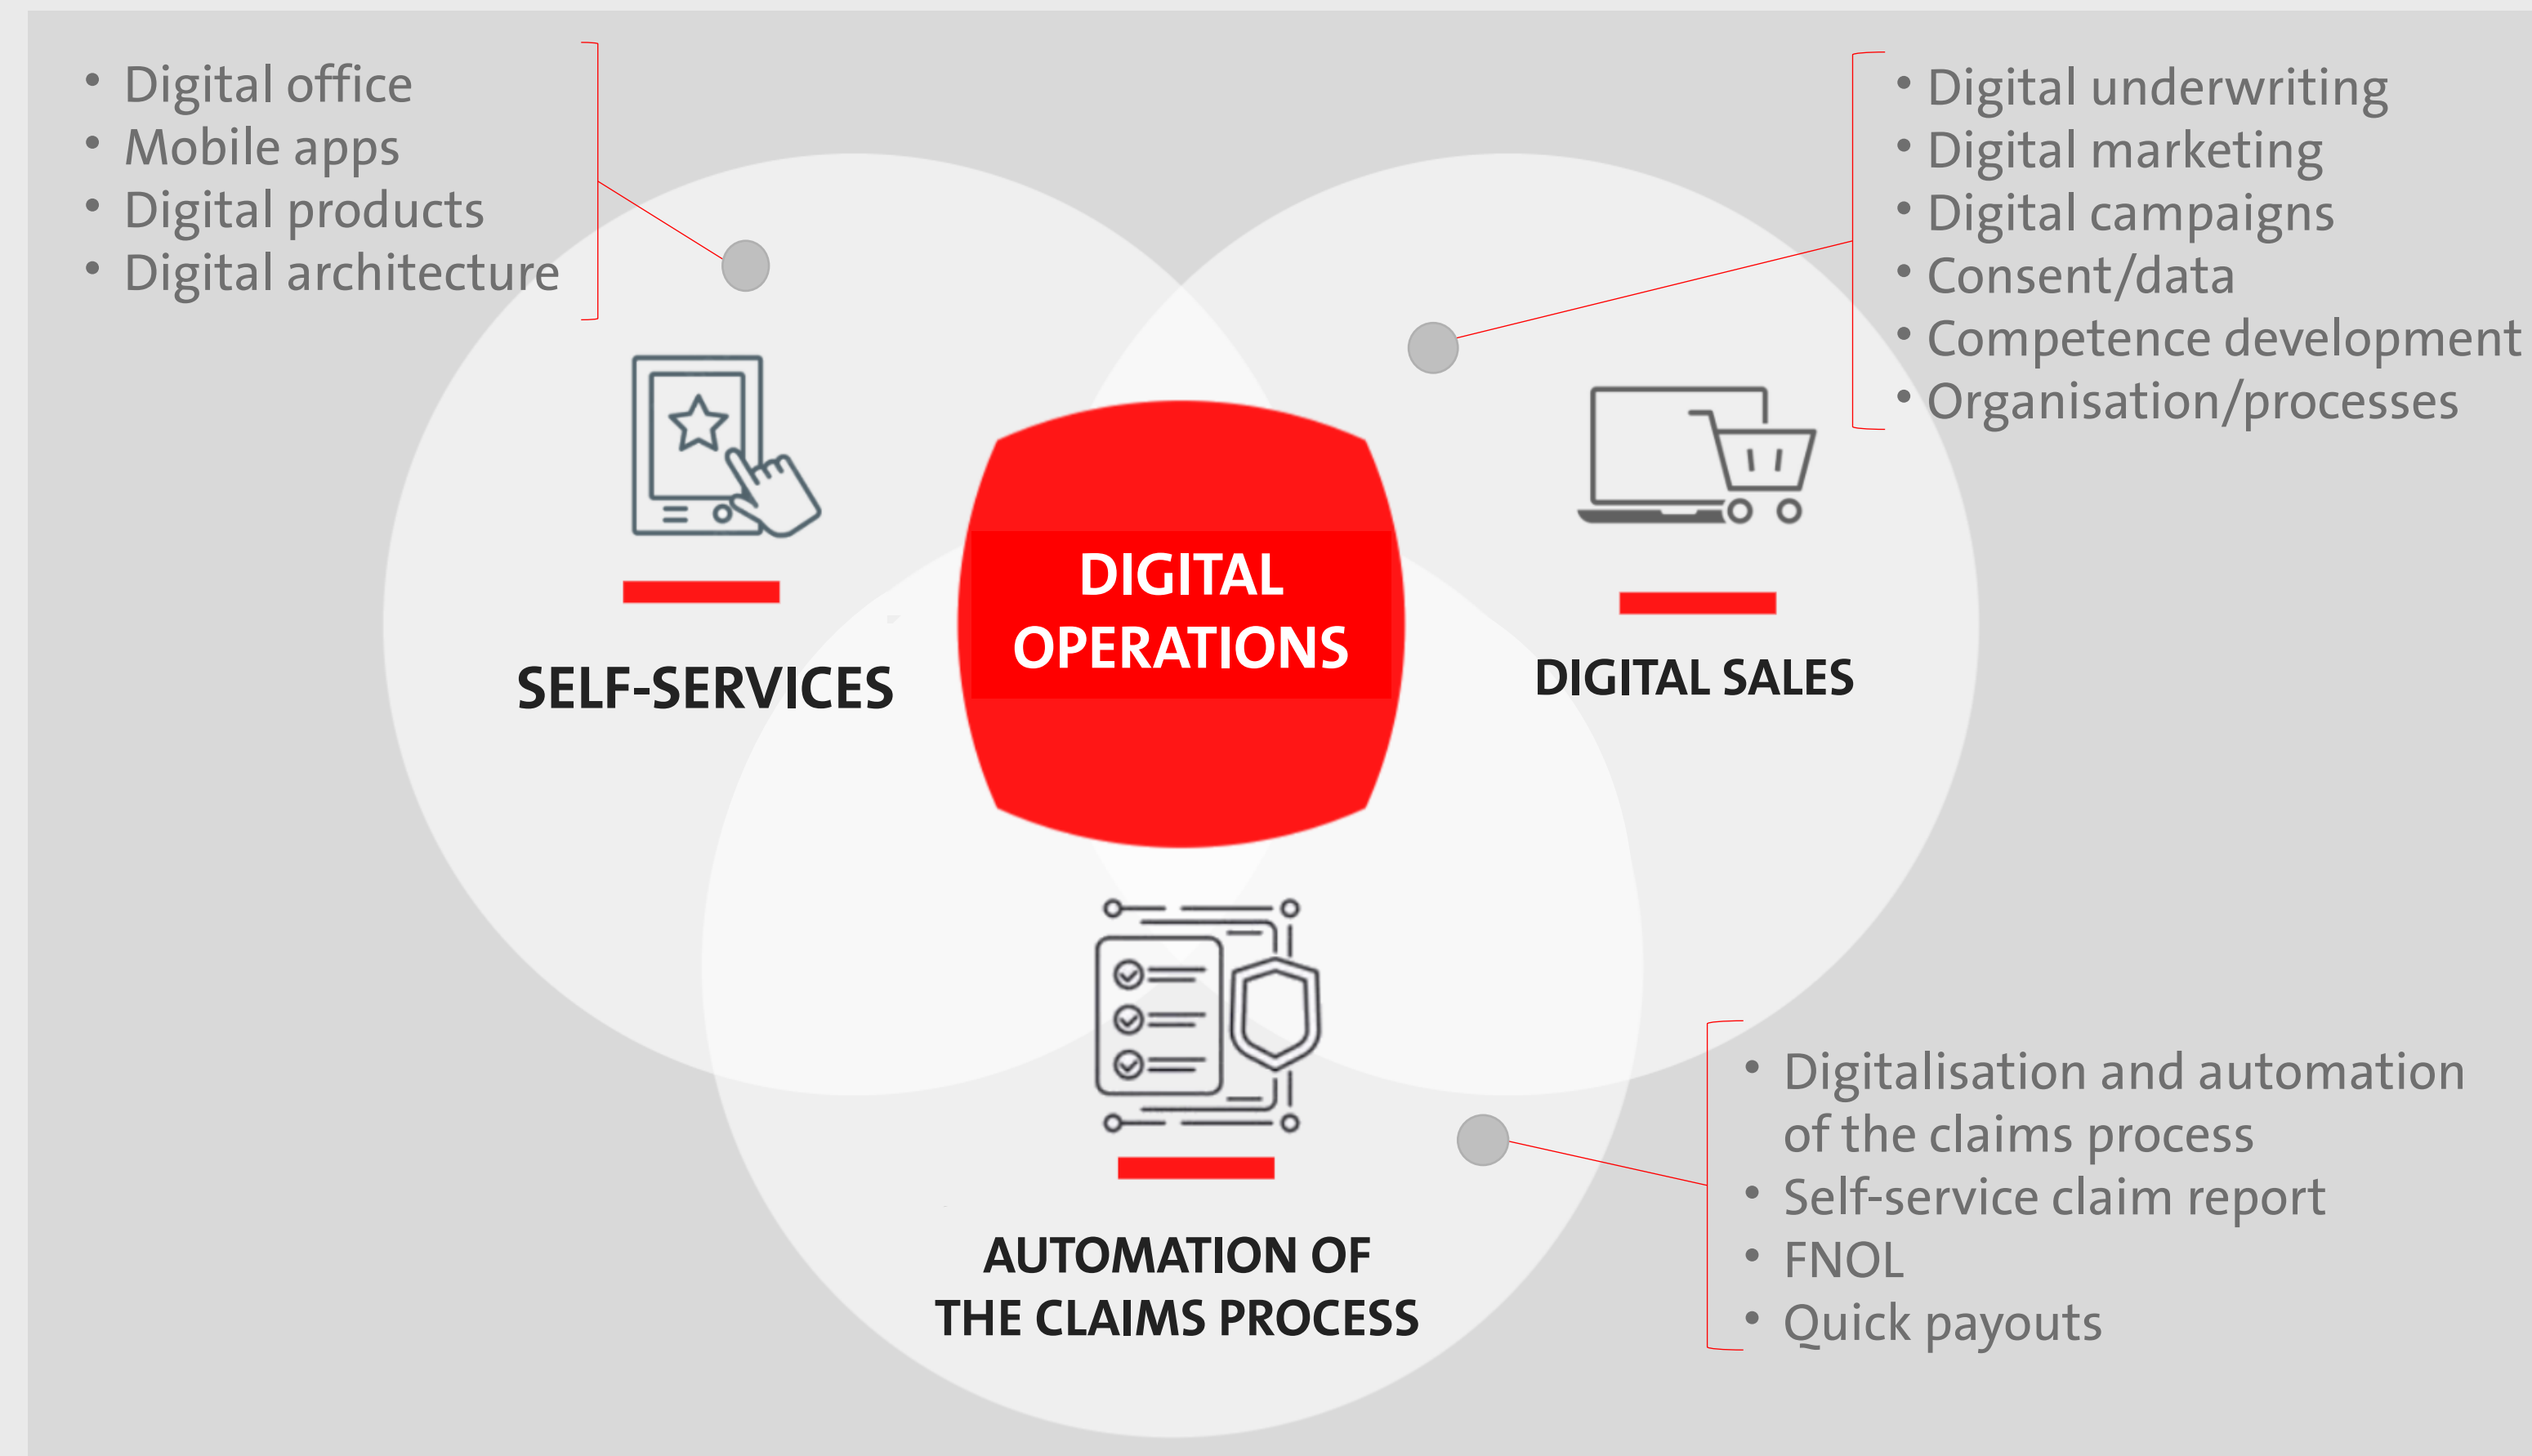 • Digital office
• Mobile apps
• Digital products
• Digital architecture
• Digital underwriting
• Digital marketing
• Digital campaigns
• Consent/data
• Competence development
• Organisation/processes
DIGITAL
OPERATIONS
SELF-SERVICES
DIGITAL SALES
AUTOMATION OF
THE CLAIMS PROCESS
• Digitalisation and automation
of the claims process
• Self-service claim report
• FNOL
• Quick payouts